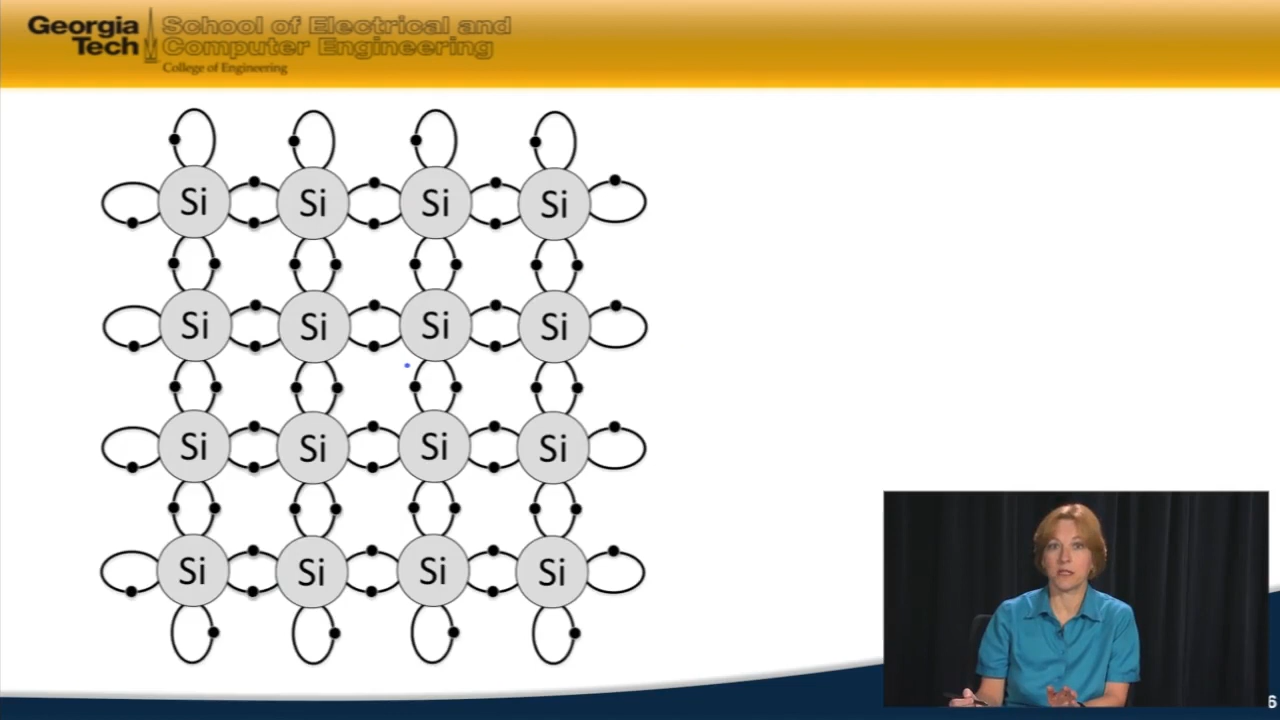 Georgia Tech
School of Electrical and
Computer Engineering
College of Engineering
Si Si Si Si
Si Si Si Si
Si Si Si Si
Si Si Si Si
6